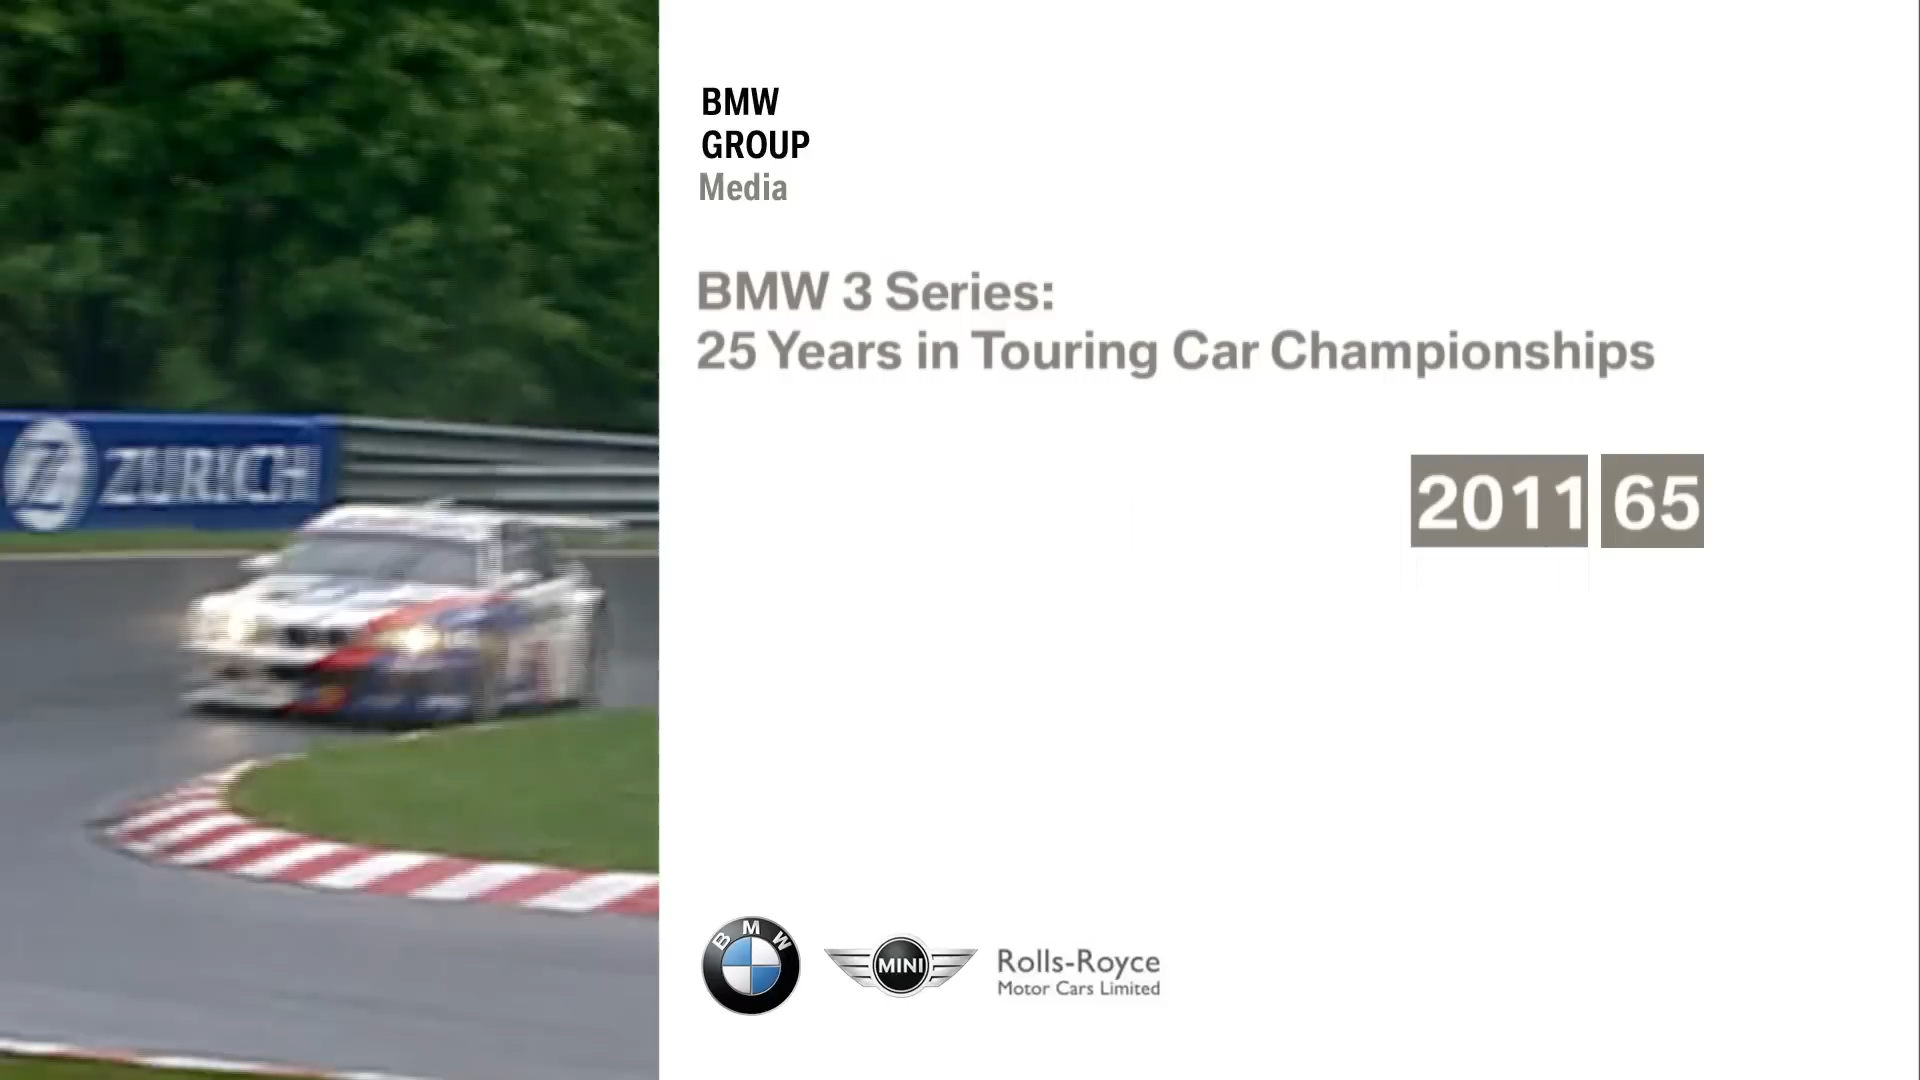 BMW
GROUP
Media
BMW 3 Series:
25 Years in Touring Car Championships
2011 65
ZURICH
BMW
MINI
Rolls-Royce
Motor Cars Limited